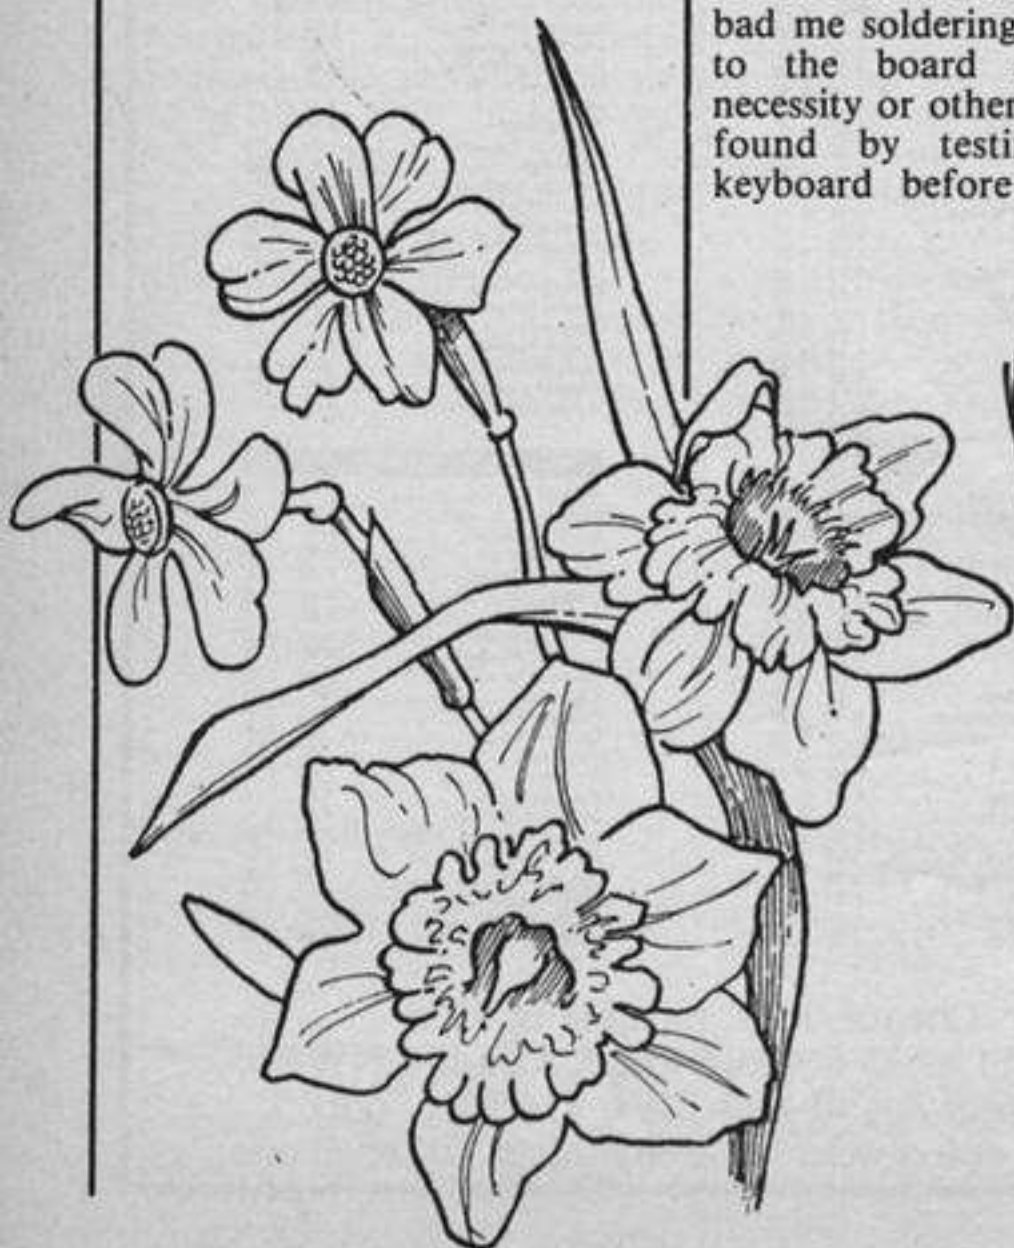 bad me soldering
to the board
necessity or other
found by testi
keyboard before